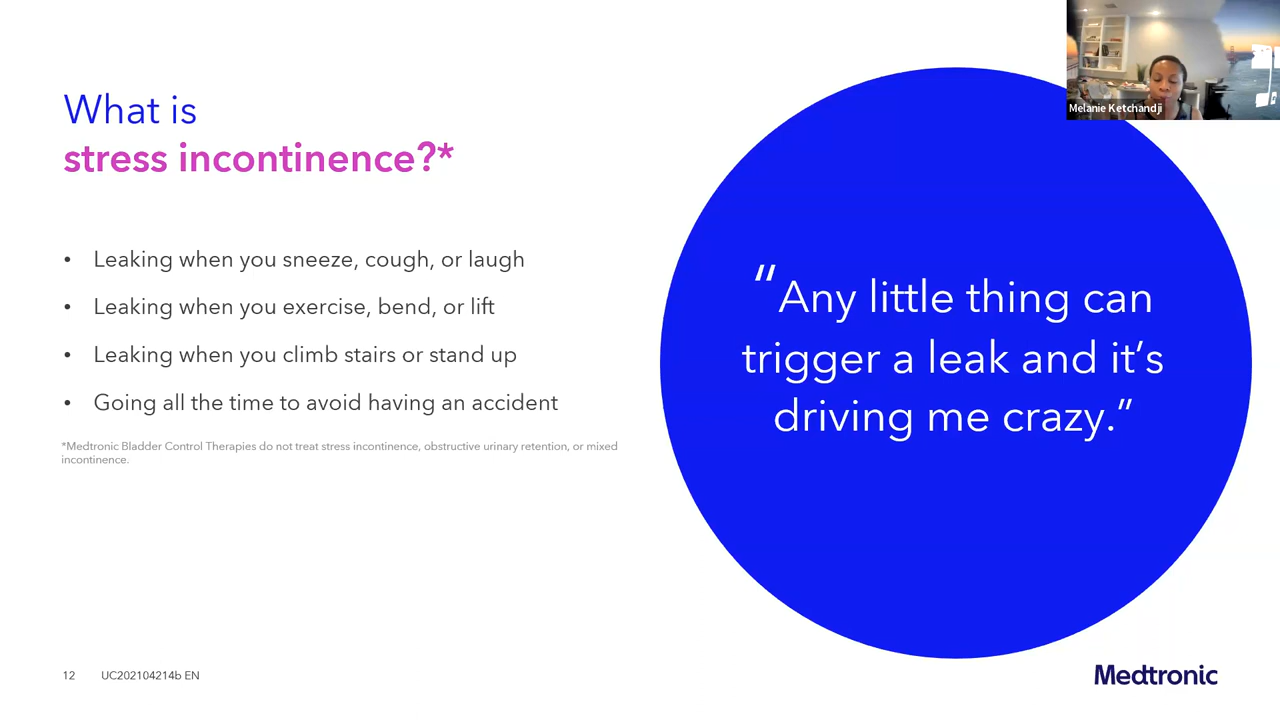 What is
stress incontinence?*
• Leaking when you sneeze, cough, or laugh
• Leaking when you exercise, bend, or lift
• Leaking when you climb stairs or stand up
• Going all the time to avoid having an accident
*Medtronic Bladder Control Therapies do not treat stress incontinence, obstructive urinary retention, or mixed
incontinence.
“Any little thing can
trigger a leak and it’s
driving me crazy.”
Melanie Ketchandji
12 UC202104214b EN
Medtronic